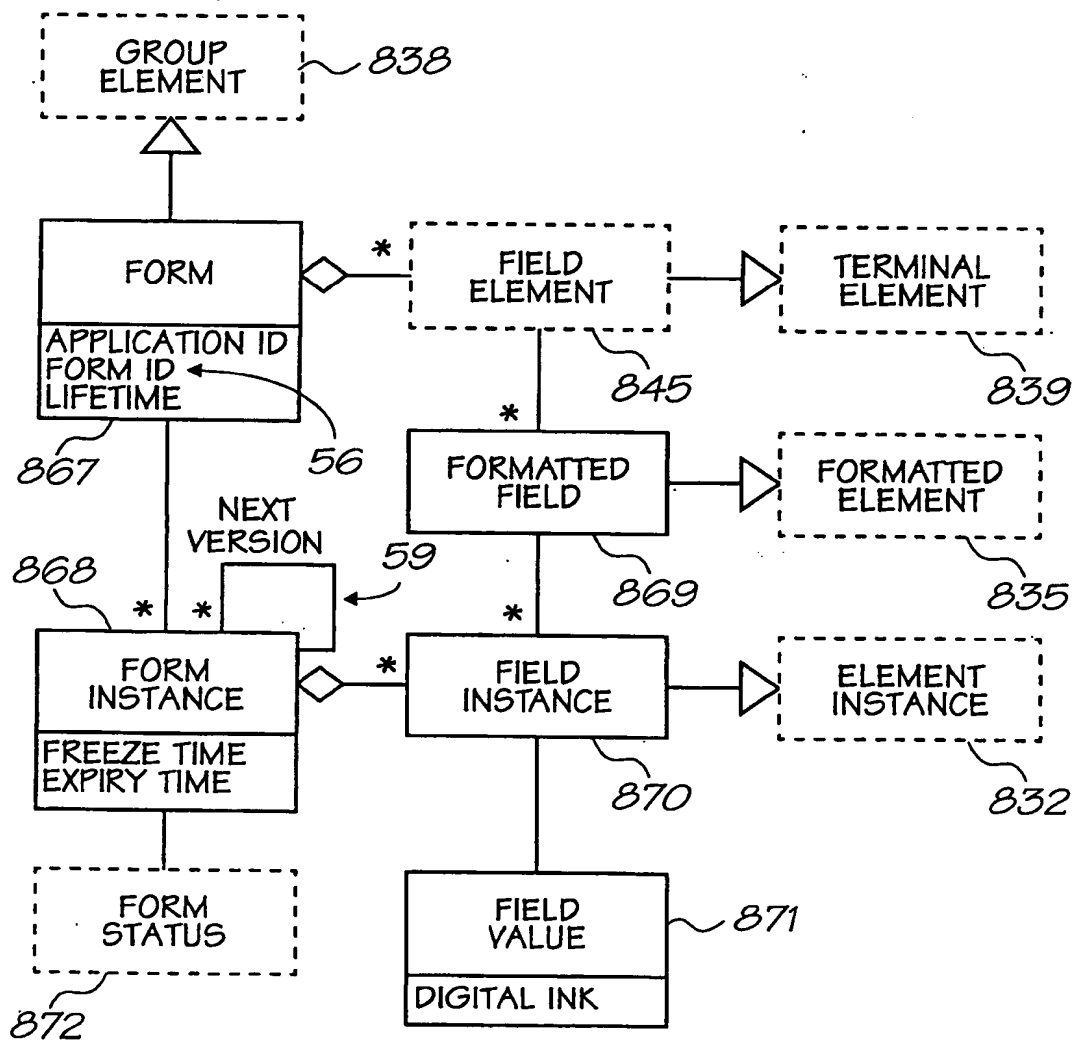 GROUP
ELEMENT
838
FORM
*
FIELD
ELEMENT
TERMINAL
ELEMENT
APPLICATION ID
FORM ID
LIFETIME
845
839
867
56
*
FORMATTED
FIELD
FORMATTED
ELEMENT
NEXT
VERSION
59
868
869
835
*
*
*
FORM
INSTANCE
*
FIELD
INSTANCE
ELEMENT
INSTANCE
FREEZE TIME
EXPIRY TIME
870
832
FORM
STATUS
FIELD
VALUE
871
DIGITAL INK
872